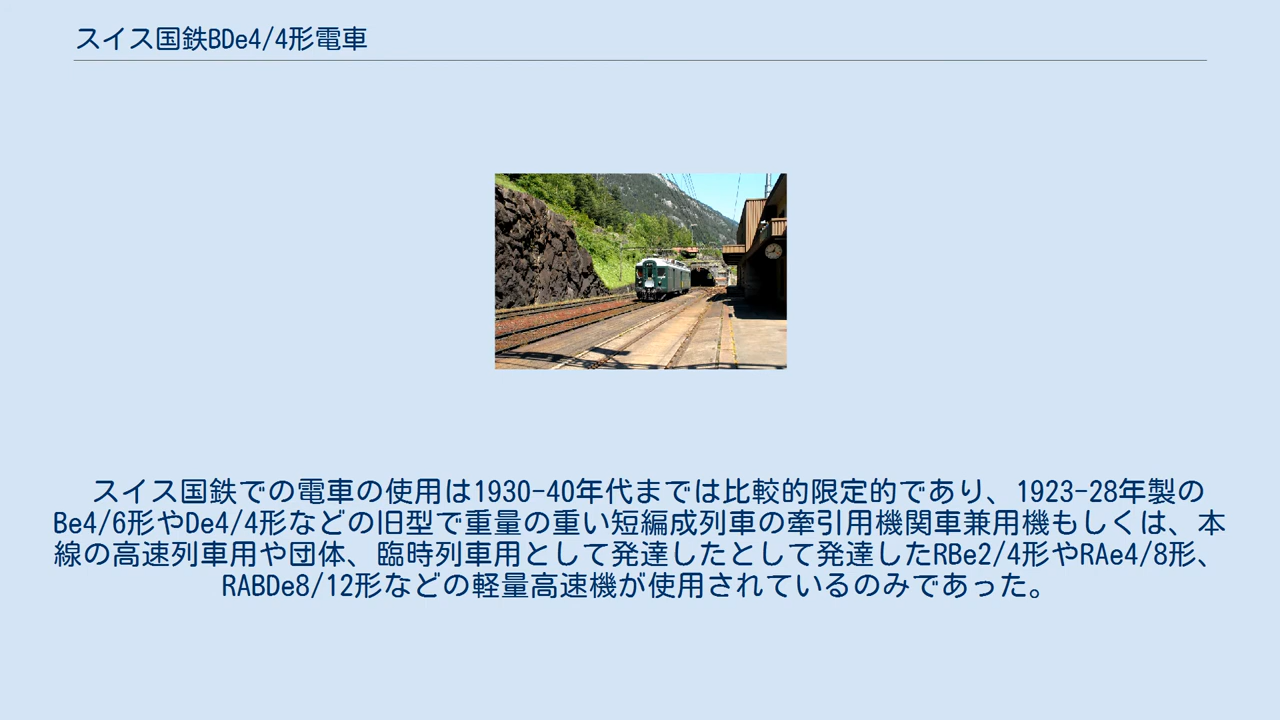 スイス国鉄BDe4/4形電車
スイス国鉄での電車の使用は1930-40年代までは比較的限定的であり、1923-28年製の
Be4/6形やDe4/4形などの旧型で重量の重い短編成列車の牽引用機関車兼用機もしくは、本
線の高速列車用や団体、臨時列車用として発達したとして発達したRBe2/4形やRAe4/8形、
RABDe8/12形などの軽量高速機が使用されているのみであった。